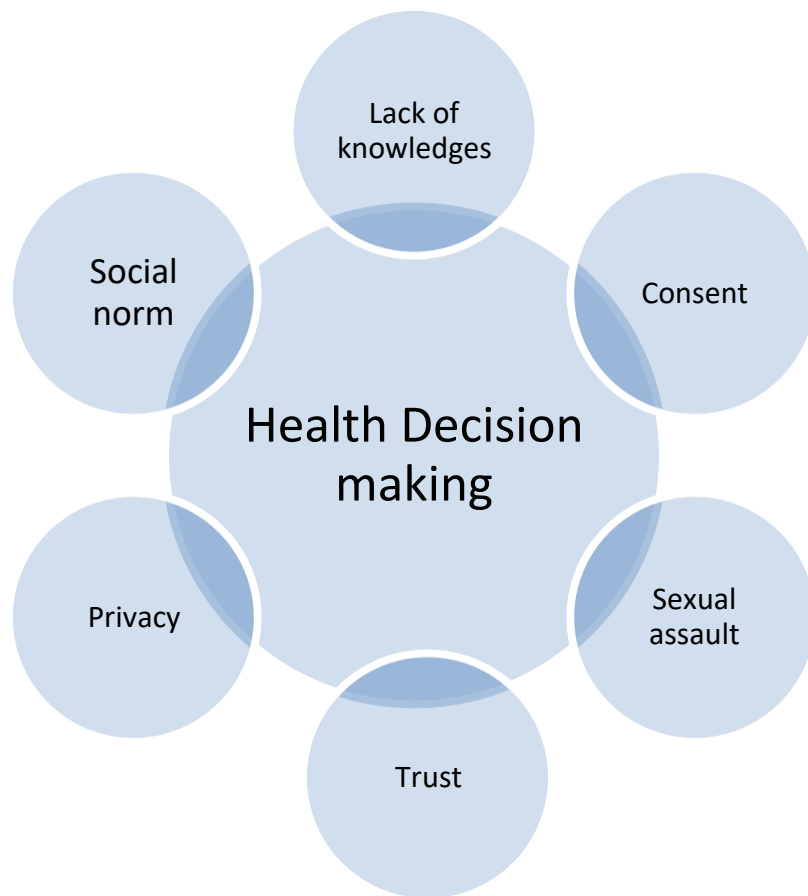 Lack of
knowledges
Social
norm
Consent
Health Decision
making
Privacy
Sexual
assault
Trust